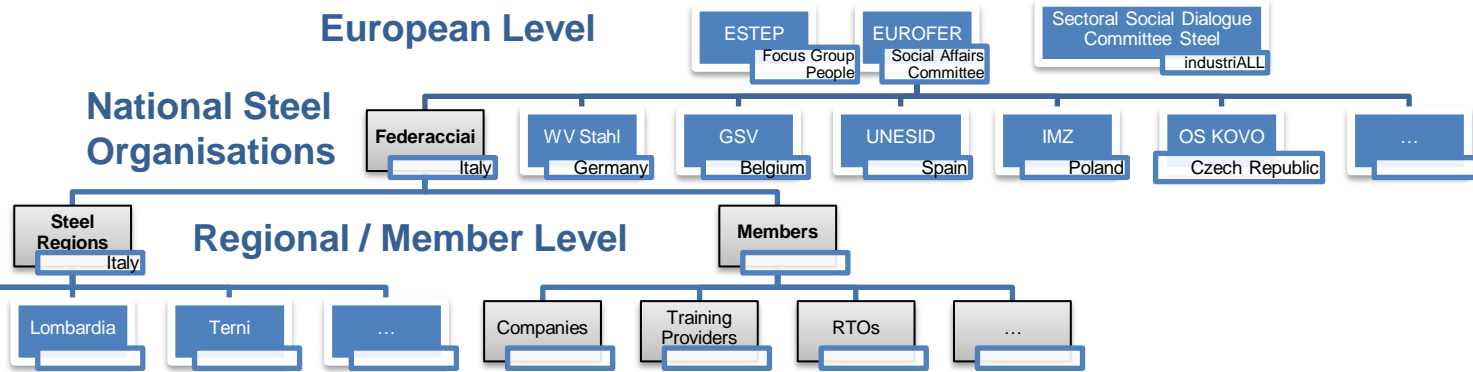 European Level
ESTEP
Focus Group
People
EUROFER
Social Affairs
Committee
Sectoral Social Dialogue
Committee Steel
industriALL
National Steel
Organisations
Federacciai
Italy
WV Stahl
Germany
GSV
Belgium
UNESID
Spain
IMZ
Poland
OS KOVO
Czech Republic
…
Steel
Regions
Italy
Regional / Member Level
Members
Lombardia
Terni
…
Companies
Training
Providers
RTOs
…